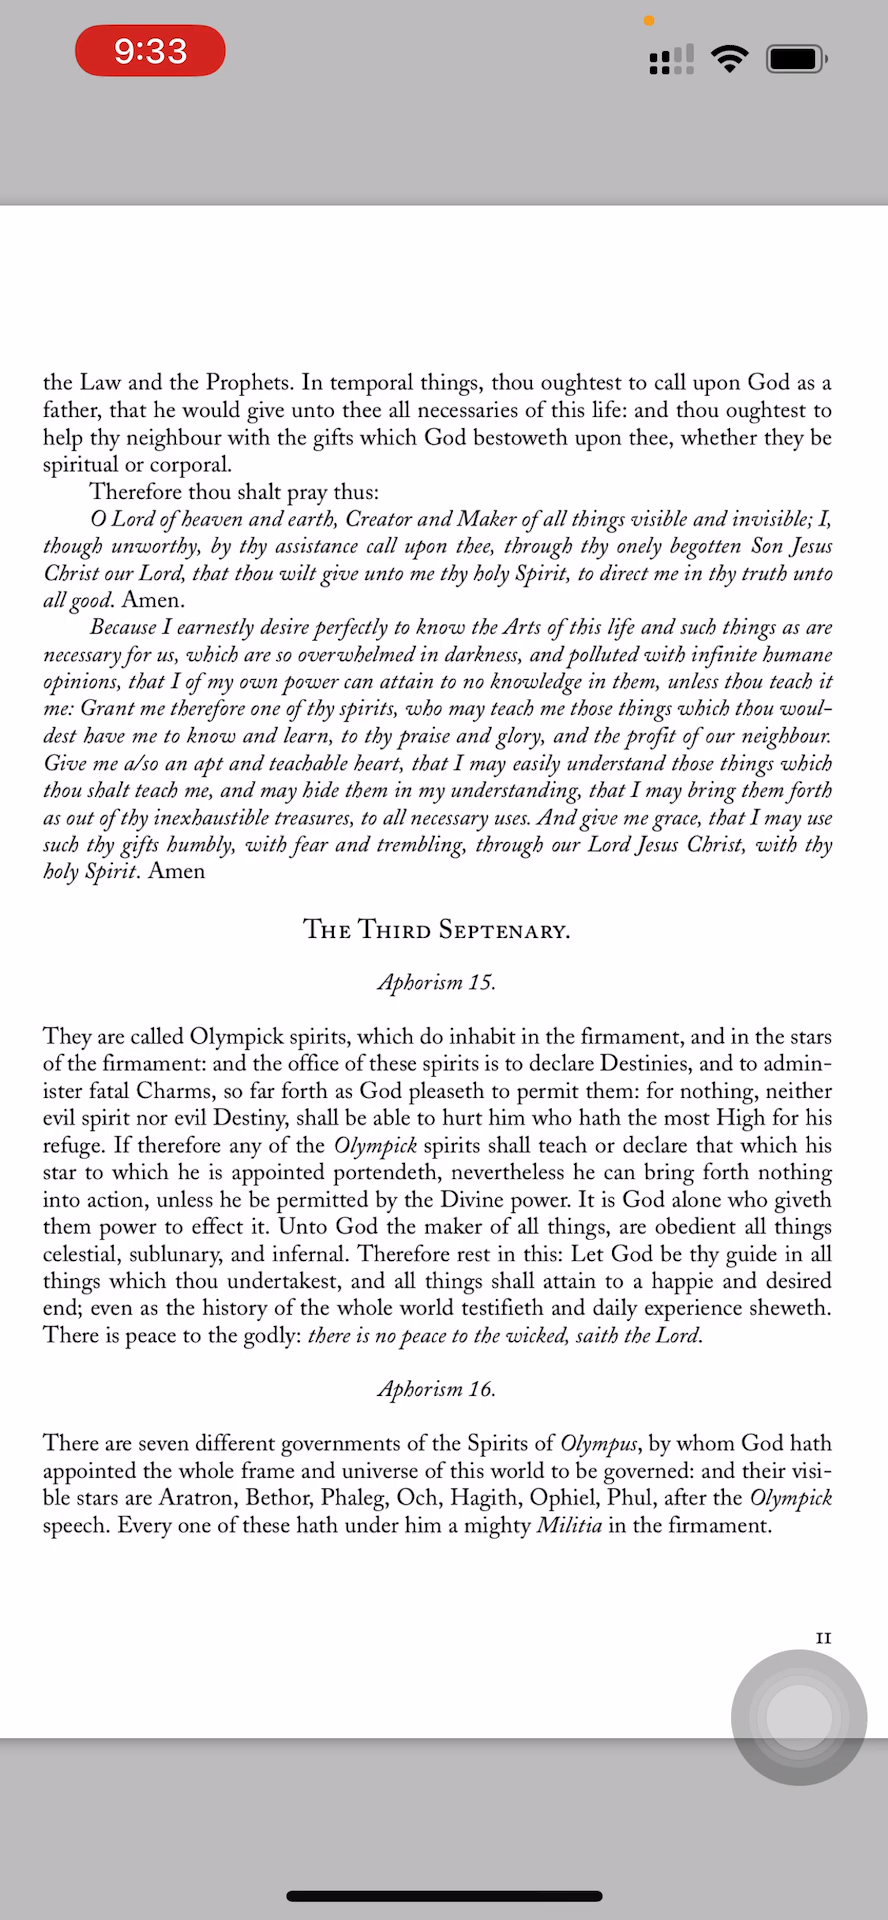 9:33
the Law and the Prophets. In temporal things, thou oughtest to call upon God as a
father, that he would give unto thee all necessaries of this life: and thou oughtest to
help thy neighbour with the gifts which God bestoweth upon thee, whether they be
spiritual or corporal.
Therefore thou shalt pray thus:
O Lord of heaven and earth, Creator and Maker of all things visible and invisible; I,
though unworthy, by thy assistance call upon thee, through thy onely begotten Son Jesus
Christ our Lord, that thou wilt give unto me thy holy Spirit, to direct me in thy truth unto
all good. Amen.
Because I earnestly desire perfectly to know the Arts of this life and such things as are
necessary for us, which are so overwhelmed in darkness, and polluted with infinite humane
opinions, that I of my own power can attain to no knowledge in them, unless thou teach it
me: Grant me therefore one of thy spirits, who may teach me those things which thou woul-
dest have me to know and learn, to thy praise and glory, and the profit of our neighbour.
Give me a/so an apt and teachable heart, that I may easily understand those things which
thou shalt teach me, and may hide them in my understanding, that I may bring them forth
as out of thy inexhaustible treasures, to all necessary uses. And give me grace, that I may use
such thy gifts humbly, with fear and trembling, through our Lord Jesus Christ, with thy
holy Spirit. Amen
THE THIRD SEPTENARY.
Aphorism 15.
They are called Olympick spirits, which do inhabit in the firmament, and in the stars
of the firmament: and the office of these spirits is to declare Destinies, and to admin-
ister fatal Charms, so far forth as God pleaseth to permit them: for nothing, neither
evil spirit nor evil Destiny, shall be able to hurt him who hath the most High for his
refuge. If therefore any of the Olympick spirits shall teach or declare that which his
star to which he is appointed portendeth, nevertheless he can bring forth nothing
into action, unless he be permitted by the Divine power. It is God alone who giveth
them power to effect it. Unto God the maker of all things, are obedient all things
celestial, sublunary, and infernal. Therefore rest in this: Let God be thy guide in all
things which thou undertakest, and all things shall attain to a happie and desired
end; even as the history of the whole world testifieth and daily experience sheweth.
There is peace to the godly: there is no peace to the wicked, saith the Lord.
Aphorism 16.
There are seven different governments of the Spirits of Olympus, by whom God hath
appointed the whole frame and universe of this world to be governed: and their visi-
ble stars are Aratron, Bethor, Phaleg, Och, Hagith, Ophiel, Phul, after the Olympick
speech. Every one of these hath under him a mighty Militia in the firmament.
11